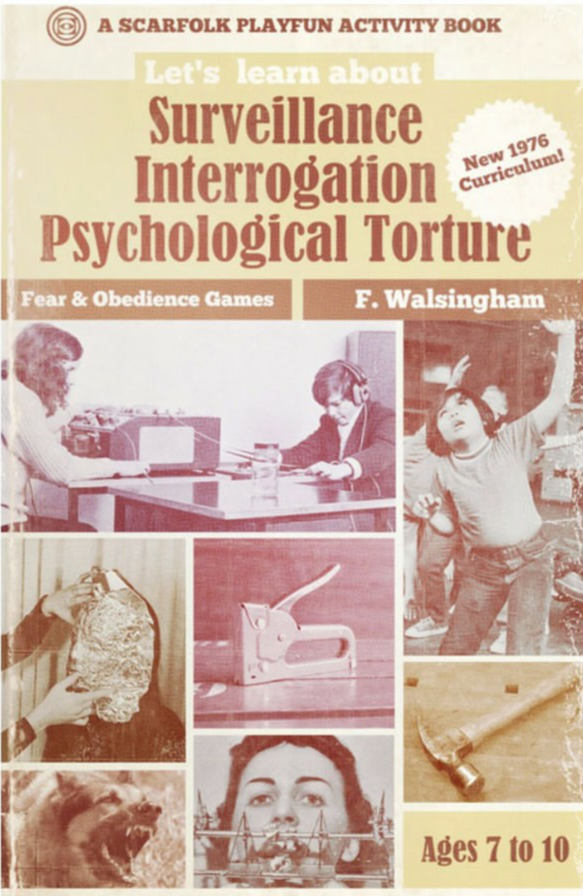 A SCARFOLK PLAYFUN ACTIVITY BOOK
Let's learn about
Surveillance
Interrogation
Psychological Torture
New 1976
Curriculum!
Fear & Obedience Games
F. Walsingham
Ages 7 to 10